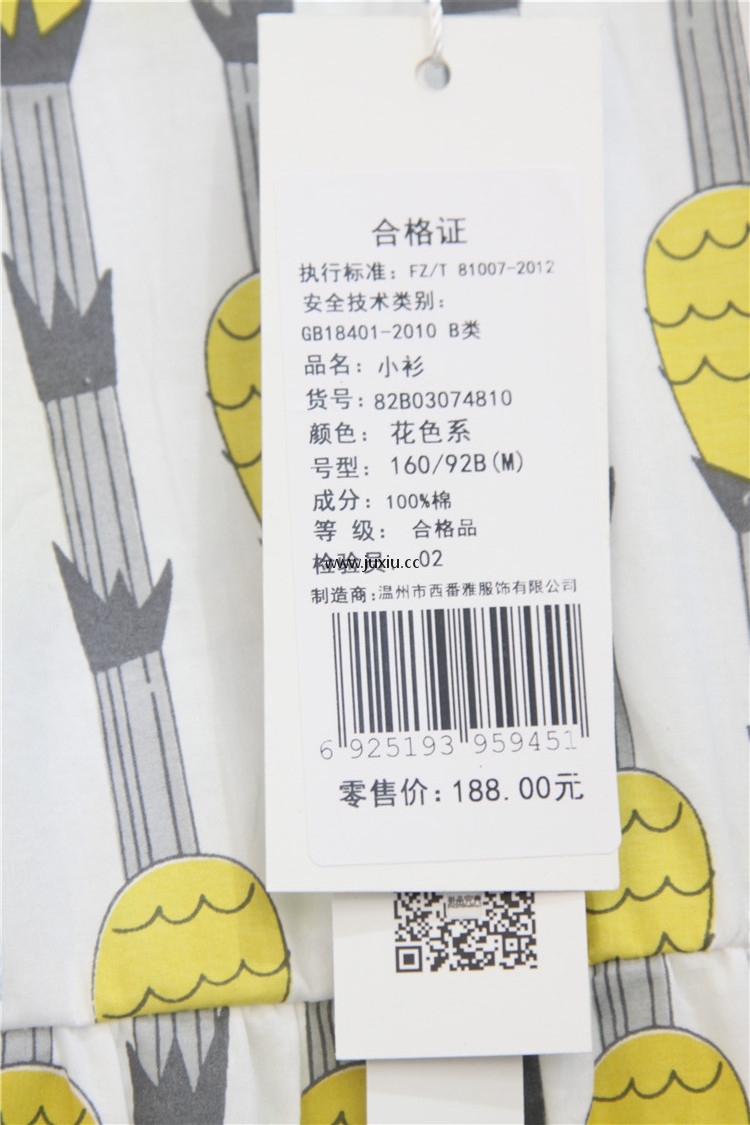 合格证
执行标准：FZ/T 81007-2012
安全技术类别：
GB18401-2010 B类
品名：小衫
货号：82B03074810
颜色：花色系
号型：160/92B(M)
成分：100%棉
等 级：合格品
检验员：02
www.juxiu.cc
制造商:温州市西番雅服饰有限公司
6 925193 959451
零售价：188.00元